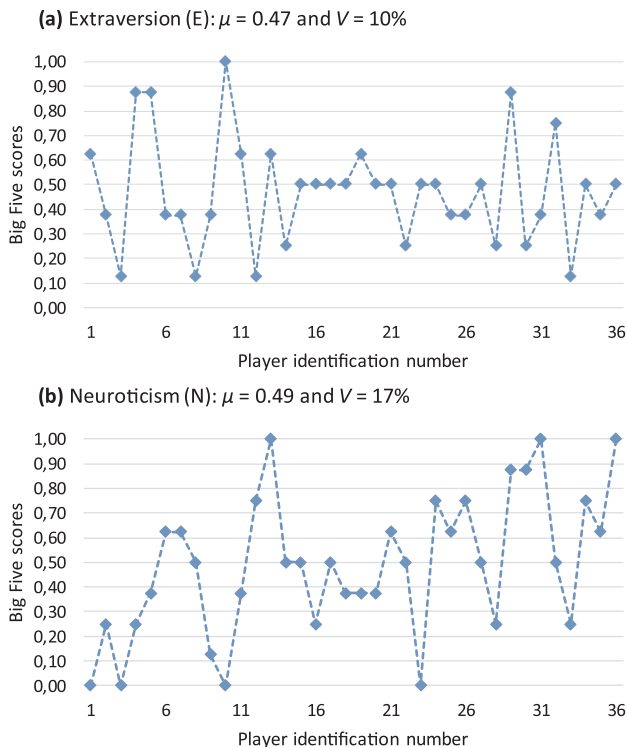 (a) Extraversion (E): μ = 0.47 and V = 10%
1,00
0,90
0,80
0,70
0,60
0,50
0,40
0,30
0,20
0,10
0,00
Big Five scores
1 6 11 16 21 26 31 36
Player identification number
(b) Neuroticism (N): μ = 0.49 and V = 17%
1,00
0,90
0,80
0,70
0,60
0,50
0,40
0,30
0,20
0,10
0,00
Big Five scores
1 6 11 16 21 26 31 36
Player identification number